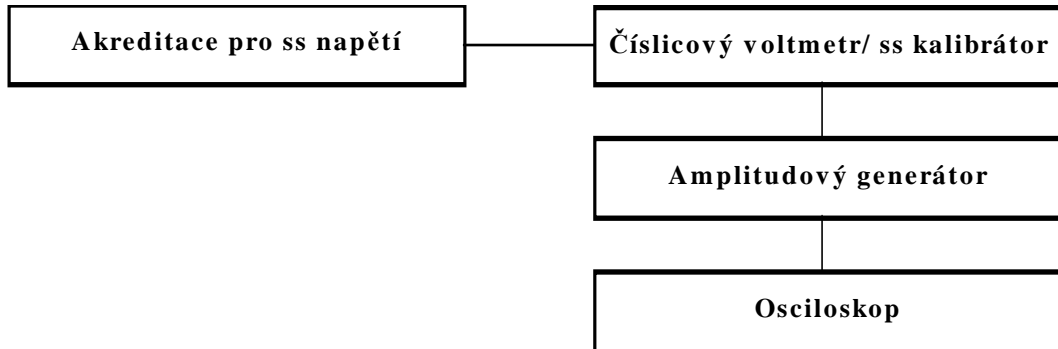 Akreditace pro ss napětí
Číslicový voltmetr/ ss kalibrátor
Amplitudový generátor
Osciloskop